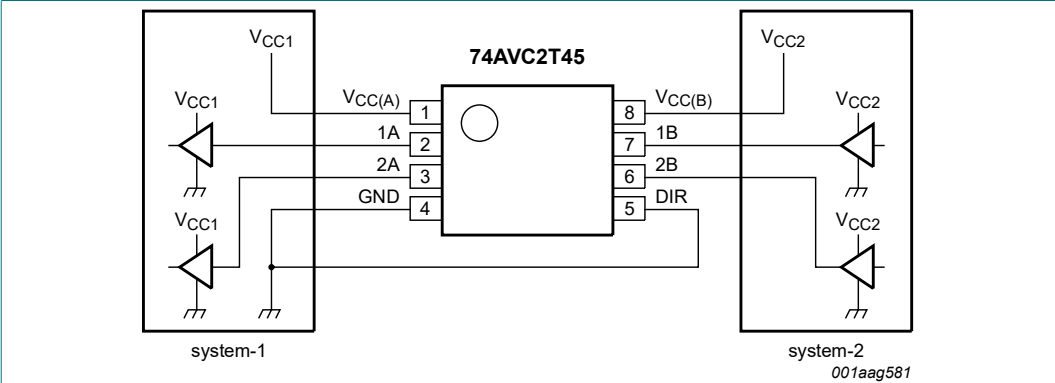 74AVC2T45
VCC1
VCC2
VCC(A)
1
8
VCC(B)
VCC1
VCC2
1A
2
7
1B
2A
3
6
2B
GND
4
5
DIR
VCC1
VCC2
system-1
system-2
001aag581